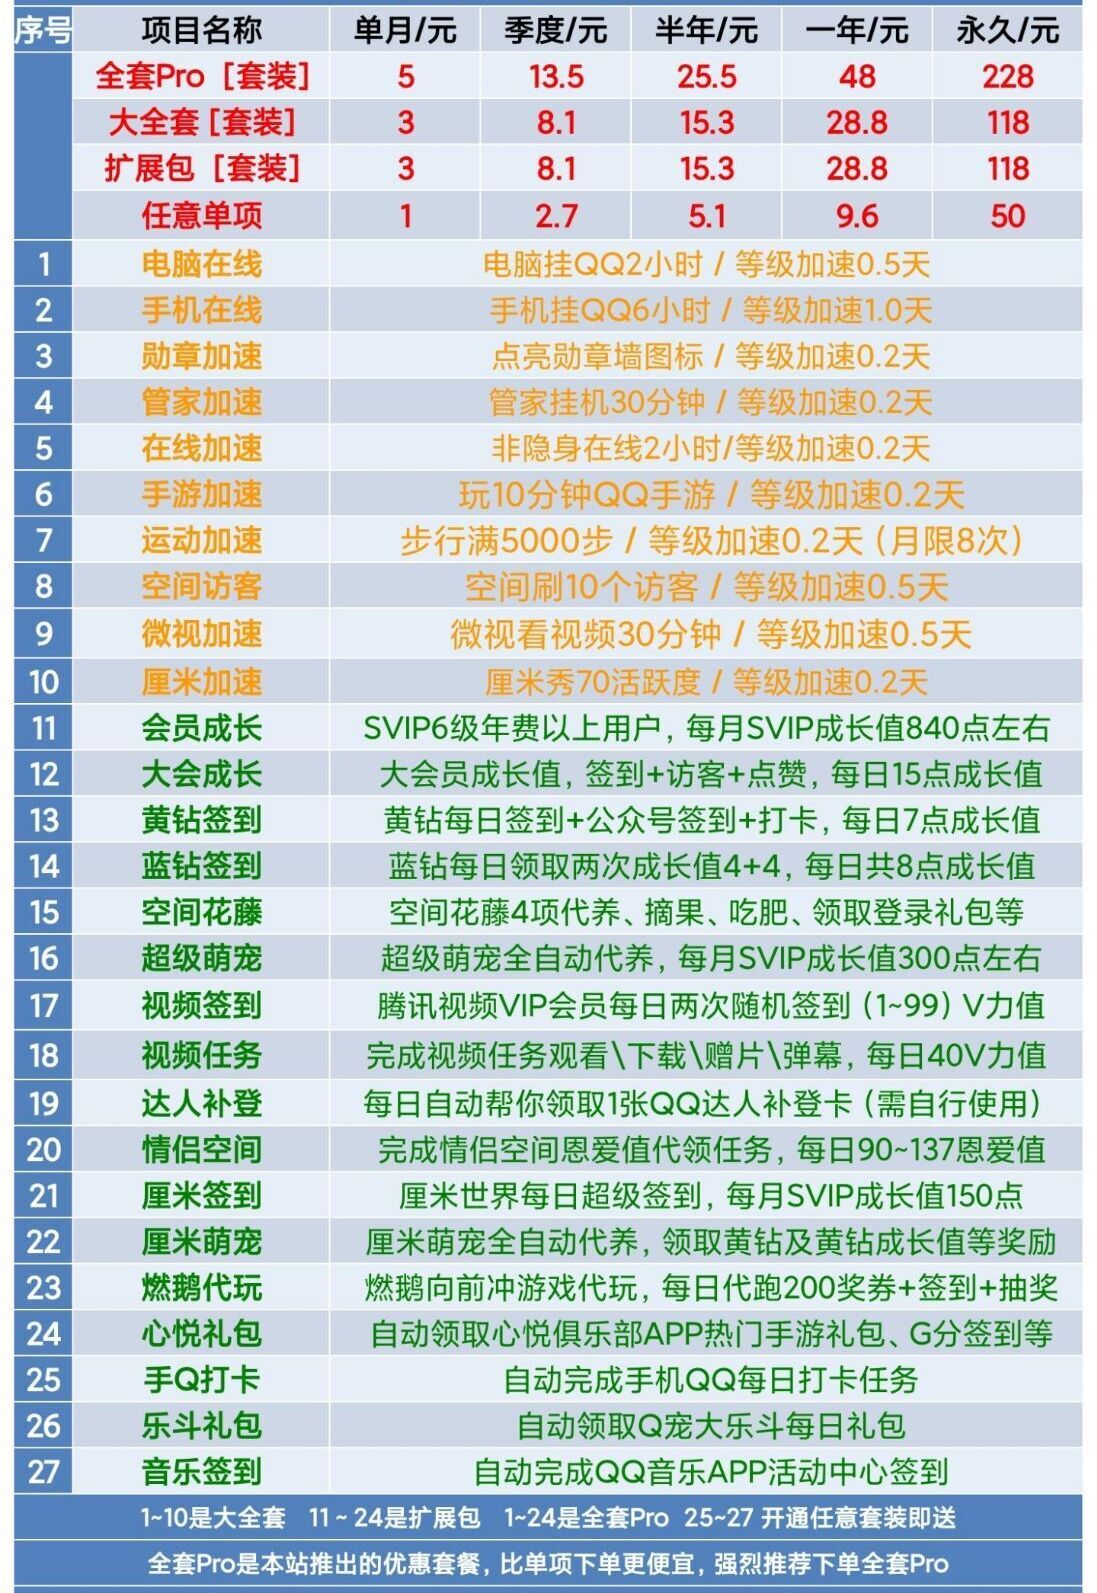 序号 项目名称 单月/元 季度/元 半年/元 一年/元 永久/元
全套Pro［套装］ 5 13.5 25.5 48 228
大全套［套装］ 3 8.1 15.3 28.8 118
扩展包［套装］ 3 8.1 15.3 28.8 118
任意单项 1 2.7 5.1 9.6 50
1 电脑在线 电脑挂QQ2小时 / 等级加速0.5天
2 手机在线 手机挂QQ6小时 / 等级加速1.0天
3 勋章加速 点亮勋章墙图标 / 等级加速0.2天
4 管家加速 管家挂机30分钟 / 等级加速0.2天
5 在线加速 非隐身在线2小时/等级加速0.2天
6 手游加速 玩10分钟QQ手游 / 等级加速0.2天
7 运动加速 步行满5000步 / 等级加速0.2天（月限8次）
8 空间访客 空间刷10个访客 / 等级加速0.5天
9 微视加速 微视看视频30分钟 / 等级加速0.5天
10 厘米加速 厘米秀70活跃度 / 等级加速0.2天
11 会员成长 SVIP6级年费以上用户，每月SVIP成长值840点左右
12 大会成长 大会员成长值，签到+访客+点赞，每日15点成长值
13 黄钻签到 黄钻每日签到+公众号签到+打卡，每日7点成长值
14 蓝钻签到 蓝钻每日领取两次成长值4+4，每日共8点成长值
15 空间花藤 空间花藤4项代养、摘果、吃肥、领取登录礼包等
16 超级萌宠 超级萌宠全自动代养，每月SVIP成长值300点左右
17 视频签到 腾讯视频VIP会员每日两次随机签到（1~99）V力值
18 视频任务 完成视频任务观看\下载\赠片\弹幕，每日40V力值
19 达人补登 每日自动帮你领取1张QQ达人补登卡（需自行使用）
20 情侣空间 完成情侣空间恩爱值代领任务，每日90~137恩爱值
21 厘米签到 厘米世界每日超级签到，每月SVIP成长值150点
22 厘米萌宠 厘米萌宠全自动代养，领取黄钻及黄钻成长值等奖励
23 燃鹅代玩 燃鹅向前冲游戏代玩，每日代跑200奖券+签到+抽奖
24 心悦礼包 自动领取心悦俱乐部APP热门手游礼包、G分签到等
25 手Q打卡 自动完成手机QQ每日打卡任务
26 乐斗礼包 自动领取Q宠大乐斗每日礼包
27 音乐签到 自动完成QQ音乐APP活动中心签到
1~10是大全套 11~24是扩展包 1~24是全套Pro 25~27 开通任意套装即送
全套Pro是本站推出的优惠套餐，比单项下单更便宜，强烈推荐下单全套Pro